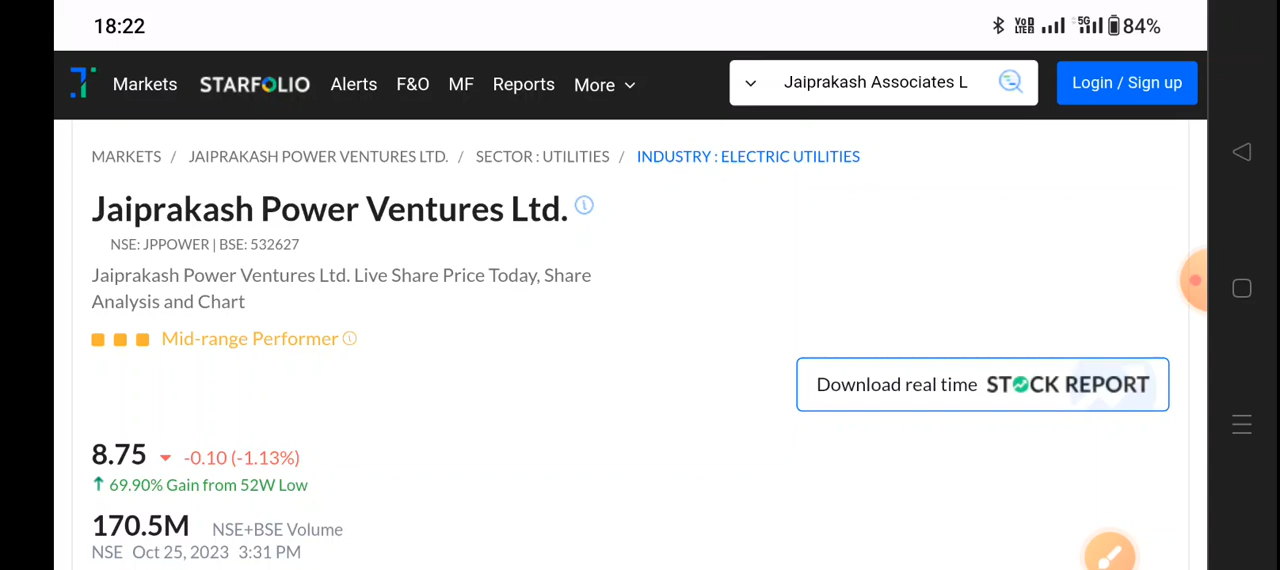 18:22
VoD LTED 5G 84%
Markets STARFOLIO Alerts F&O MF Reports More Jaiprakash Associates L Login / Sign up
MARKETS / JAIPRAKASH POWER VENTURES LTD. / SECTOR : UTILITIES / INDUSTRY : ELECTRIC UTILITIES
Jaiprakash Power Ventures Ltd.
NSE: JPPOWER | BSE: 532627
Jaiprakash Power Ventures Ltd. Live Share Price Today, Share
Analysis and Chart
Mid-range Performer
Download real time STOCK REPORT
8.75 -0.10 (-1.13%)
69.90% Gain from 52W Low
170.5M NSE+BSE Volume
NSE Oct 25, 2023 3:31 PM